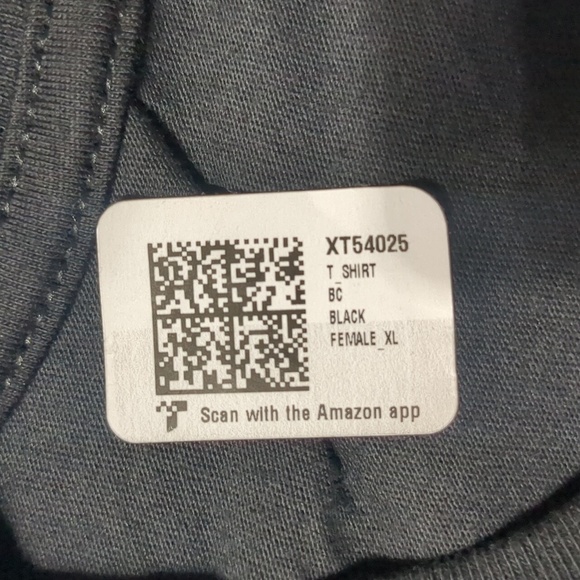 XT54025
T_SHIRT
BC
BLACK
FEMALE_XL
Scan with the Amazon app